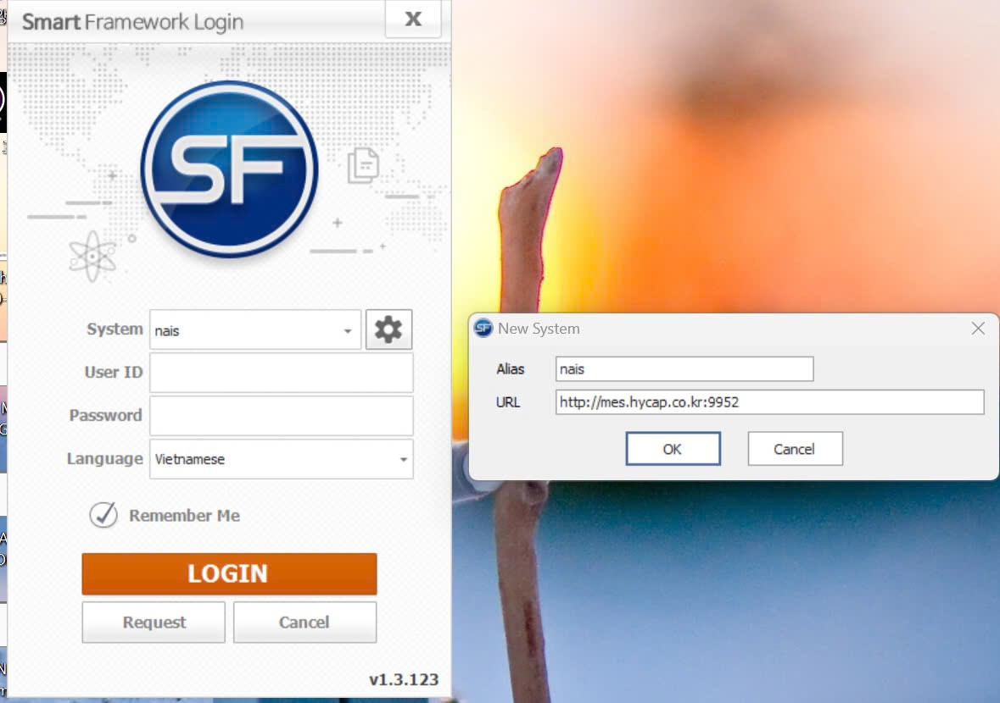 Smart Framework Login
X
SF
System
nais
User ID
Password
Language
Vietnamese
Remember Me
LOGIN
Request
Cancel
v1.3.123
SF
New System
Alias
nais
URL
http://mes.hycap.co.kr:9952
OK
Cancel